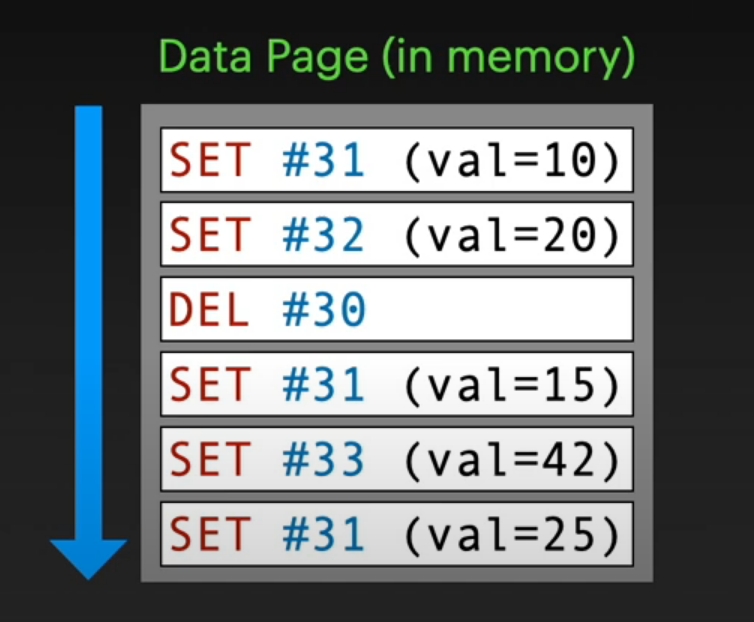 Data Page (in memory)
SET #31 (val=10)
SET #32 (val=20)
DEL #30
SET #31 (val=15)
SET #33 (val=42)
SET #31 (val=25)